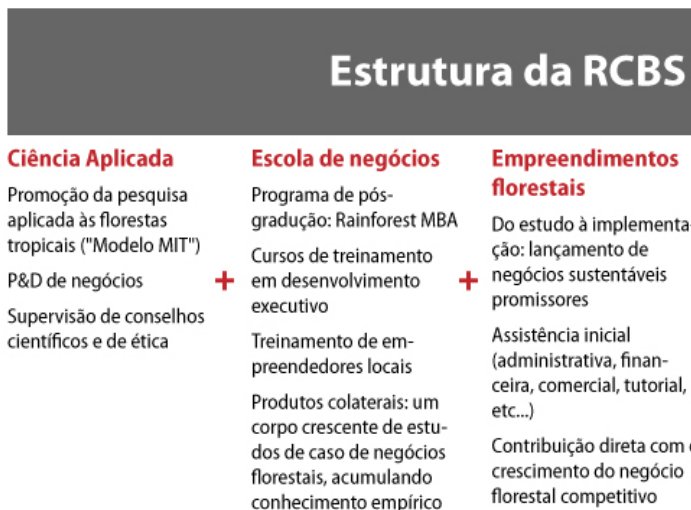 Estrutura da RCBS
Ciência Aplicada
Promoção da pesquisa
aplicada às florestas
tropicais ("Modelo MIT")
P&D de negócios
Supervisão de conselhos
científicos e de ética
+
Escola de negócios
Programa de pós-
gradução: Rainforest MBA
Cursos de treinamento
em desenvolvimento
executivo
Treinamento de em-
preendedores locais
Produtos colaterais: um
corpo crescente de estu-
dos de caso de negócios
florestais, acumulando
conhecimento empírico
+
Empreendimentos
florestais
Do estudo à implementa-
ção: lançamento de
negócios sustentáveis
promissores
Assistência inicial
(administrativa, finan-
ceira, comercial, tutorial,
etc...)
Contribuição direta com
crescimento do negócio
florestal competitivo